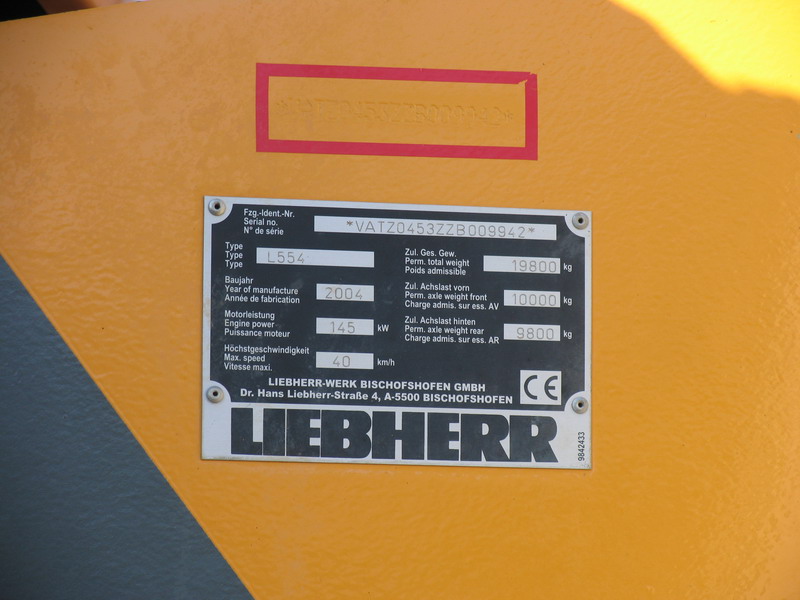 Fzg.-Ident.-Nr.
Serial no.
N° de série
*VATZ0453ZZB009942*
Type
Type
Type
L554
Baujahr
Year of manufacture
Année de fabrication
2004
Motorleistung
Engine power
Puissance moteur
145 kW
Höchstgeschwindigkeit
Max. speed
Vitesse maxi.
40 km/h
Zul. Ges. Gew.
Perm. total weight
Poids admissible
19800 kg
Zul. Achslast vorn
Perm. axle weight front
Charge admis. sur ess. AV
10000 kg
Zul. Achslast hinten
Perm. axle weight rear
Charge admis. sur ess. AR
9800 kg
LIEBHERR-WERK BISCHOFSHOFEN GMBH
Dr. Hans Liebherr-Straße 4, A-5500 BISCHOFSHOFEN
CE
LIEBHERR
9842433